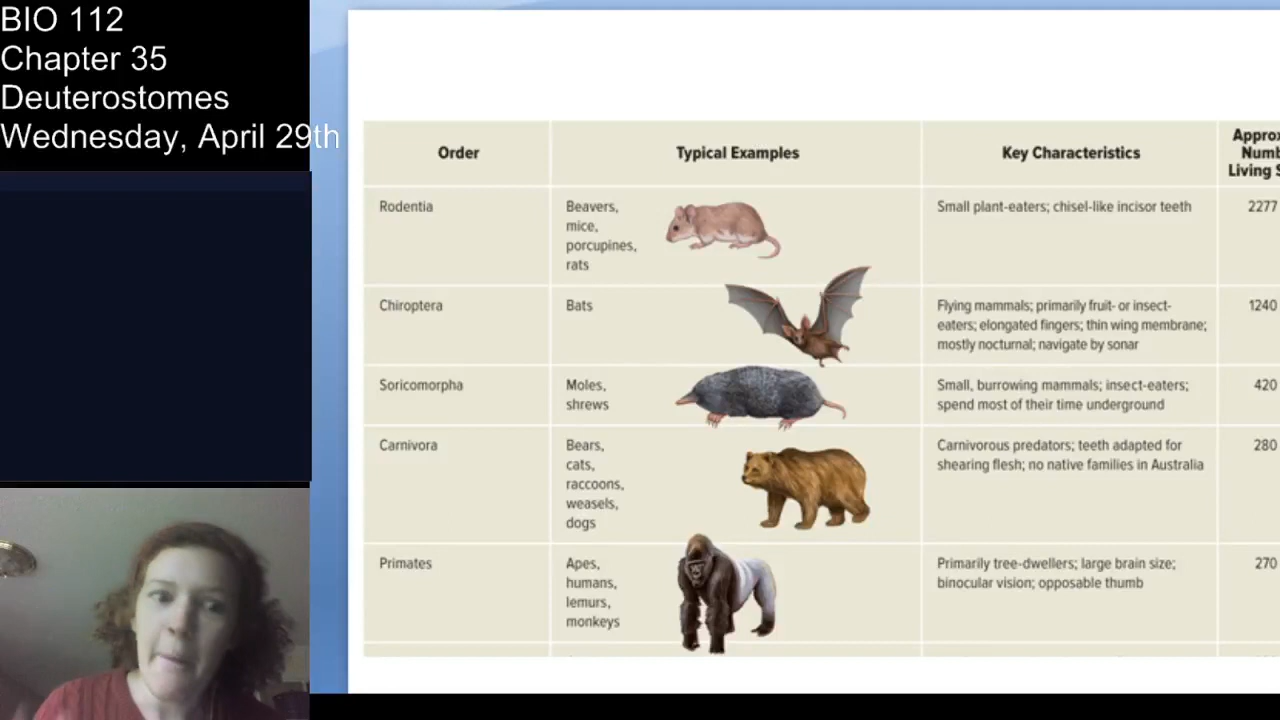 BIO 112
Chapter 35
Deuterostomes
Wednesday, April 29th
Order
Typical Examples
Key Characteristics
Approx
Numb
Living S
Rodentia
Beavers,
mice,
porcupines,
rats
Small plant-eaters; chisel-like incisor teeth
2277
Chiroptera
Bats
Flying mammals; primarily fruit- or insect-
eaters; elongated fingers; thin wing membrane;
mostly nocturnal; navigate by sonar
1240
Soricomorpha
Moles,
shrews
Small, burrowing mammals; insect-eaters;
spend most of their time underground
420
Carnivora
Bears,
cats,
raccoons,
weasels,
dogs
Carnivorous predators; teeth adapted for
shearing flesh; no native families in Australia
280
Primates
Apes,
humans,
lemurs,
monkeys
Primarily tree-dwellers; large brain size;
binocular vision; opposable thumb
270